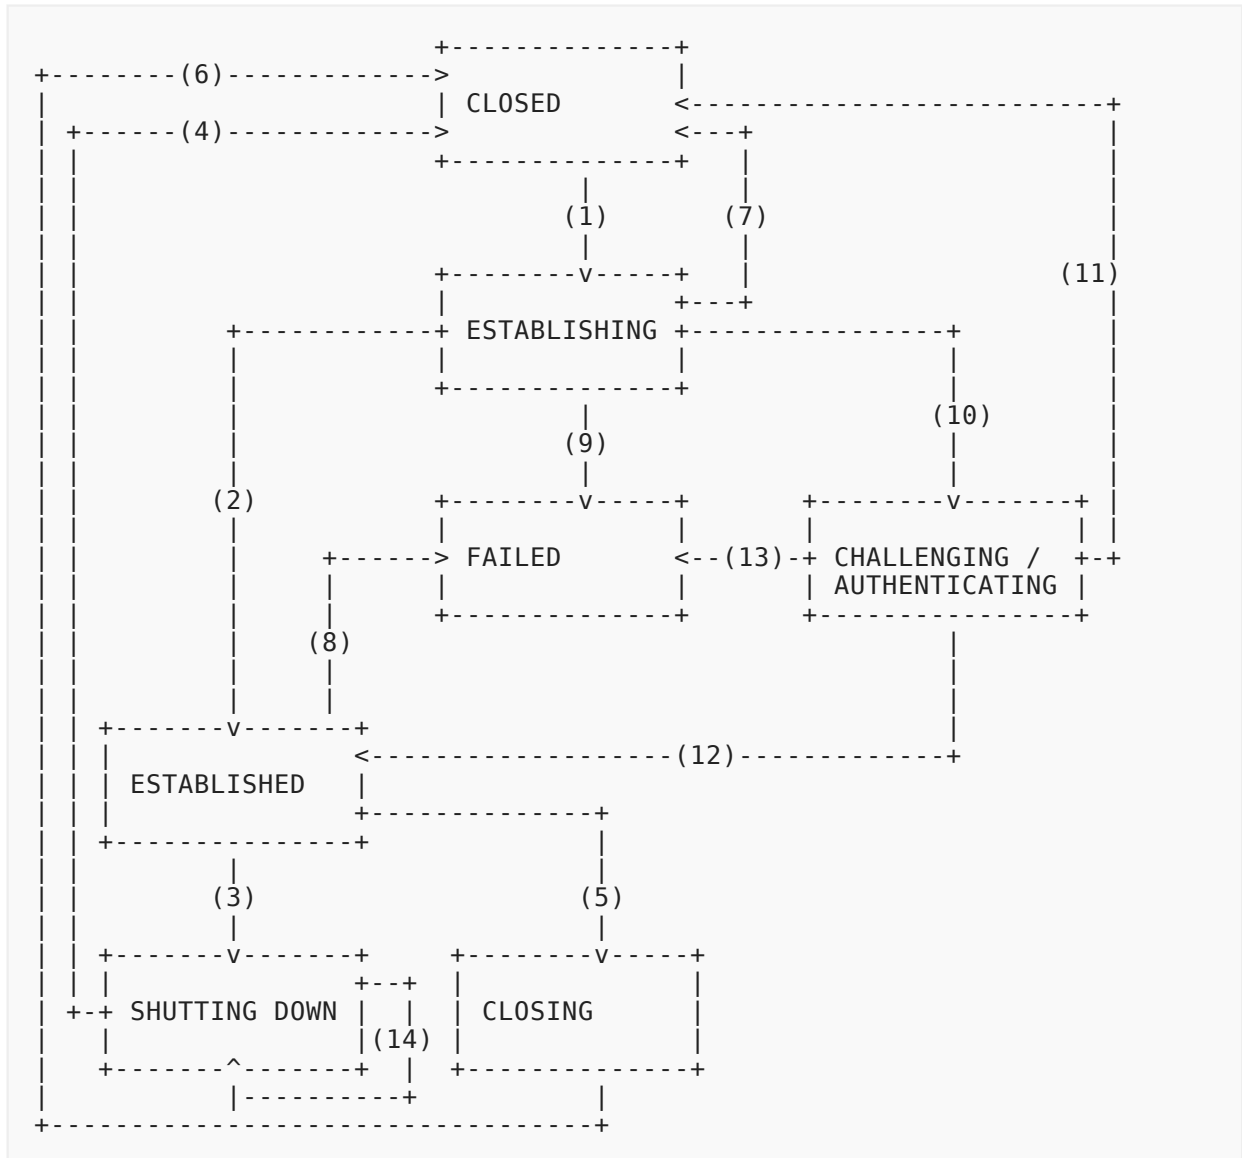 (6)
CLOSED
(4)
(1) (7)
(11)
ESTABLISHING
(10)
(9)
(2)
FAILED (13) CHALLENGING /
AUTHENTICATING
(8)
(12)
ESTABLISHED
(3) (5)
SHUTTING DOWN CLOSING
(14)